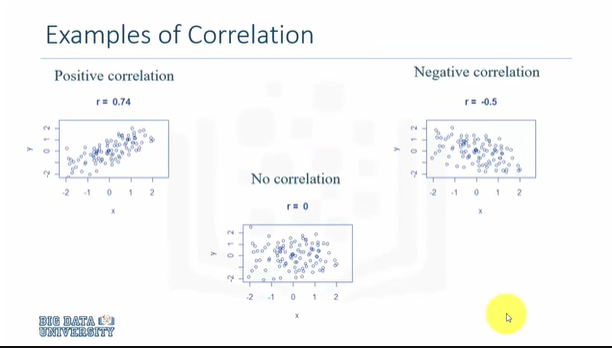 Examples of Correlation
Positive correlation
r = 0.74
y
-2 0 1 2
-2 -1 0 1 2
x
Negative correlation
r = -0.5
y
-2 0 1 2
-2 -1 0 1 2
x
No correlation
r = 0
y
-2 0 1 2
-2 -1 0 1 2
x
BIG DATA
UNIVERSITY